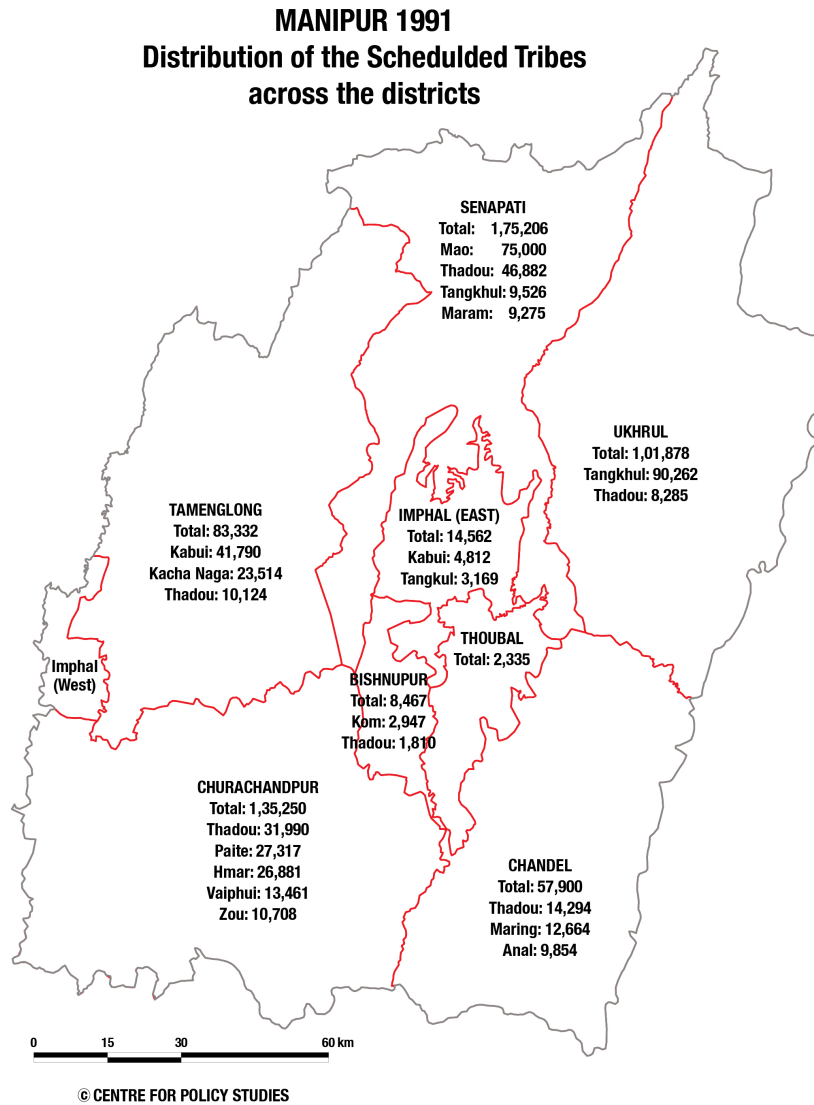 MANIPUR 1991
Distribution of the Schedulded Tribes
across the districts
SENAPATI
Total: 1,75,206
Mao: 75,000
Thadou: 46,882
Tangkhul: 9,526
Maram: 9,275
UKHRUL
Total: 1,01,878
Tangkhul: 90,262
Thadou: 8,285
TAMENGLONG
Total: 83,332
Kabui: 41,790
Kacha Naga: 23,514
Thadou: 10,124
IMPHAL (EAST)
Total: 14,562
Kabui: 4,812
Tangkul: 3,169
THOUBAL
Total: 2,335
Imphal
(West)
BISHNUPUR
Total: 8,467
Kom: 2,947
Thadou: 1,810
CHURACHANDPUR
Total: 1,35,250
Thadou: 31,990
Paite: 27,317
Hmar: 26,881
Vaiphui: 13,461
Zou: 10,708
CHANDEL
Total: 57,900
Thadou: 14,294
Maring: 12,664
Anal: 9,854
0 15 30 60 km
© CENTRE FOR POLICY STUDIES